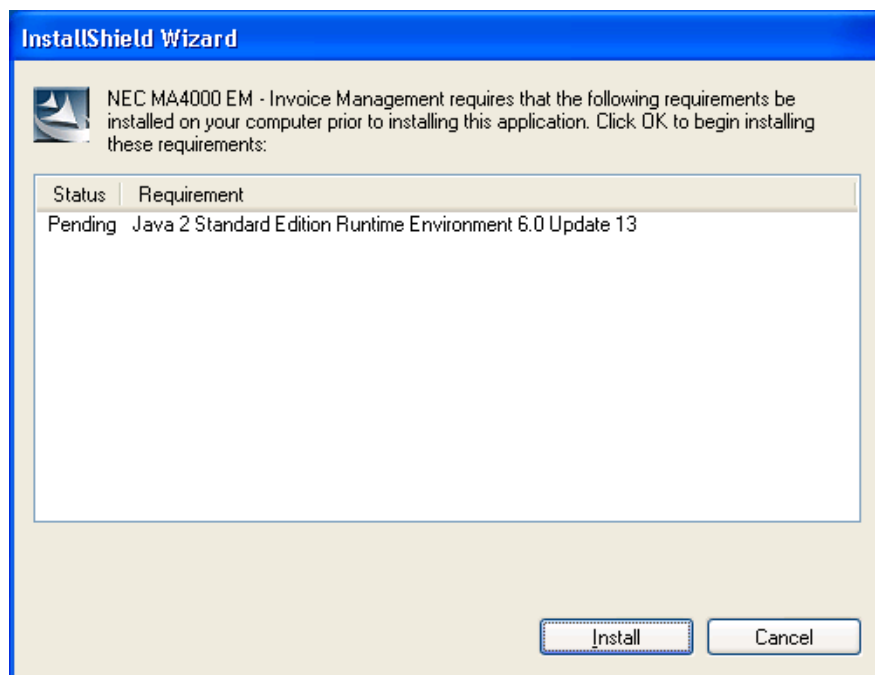 InstallShield Wizard
NEC MA4000 EM - Invoice Management requires that the following requirements be
installed on your computer prior to installing this application. Click OK to begin installing
these requirements:
Status Requirement
Pending Java 2 Standard Edition Runtime Environment 6.0 Update 13
Install Cancel